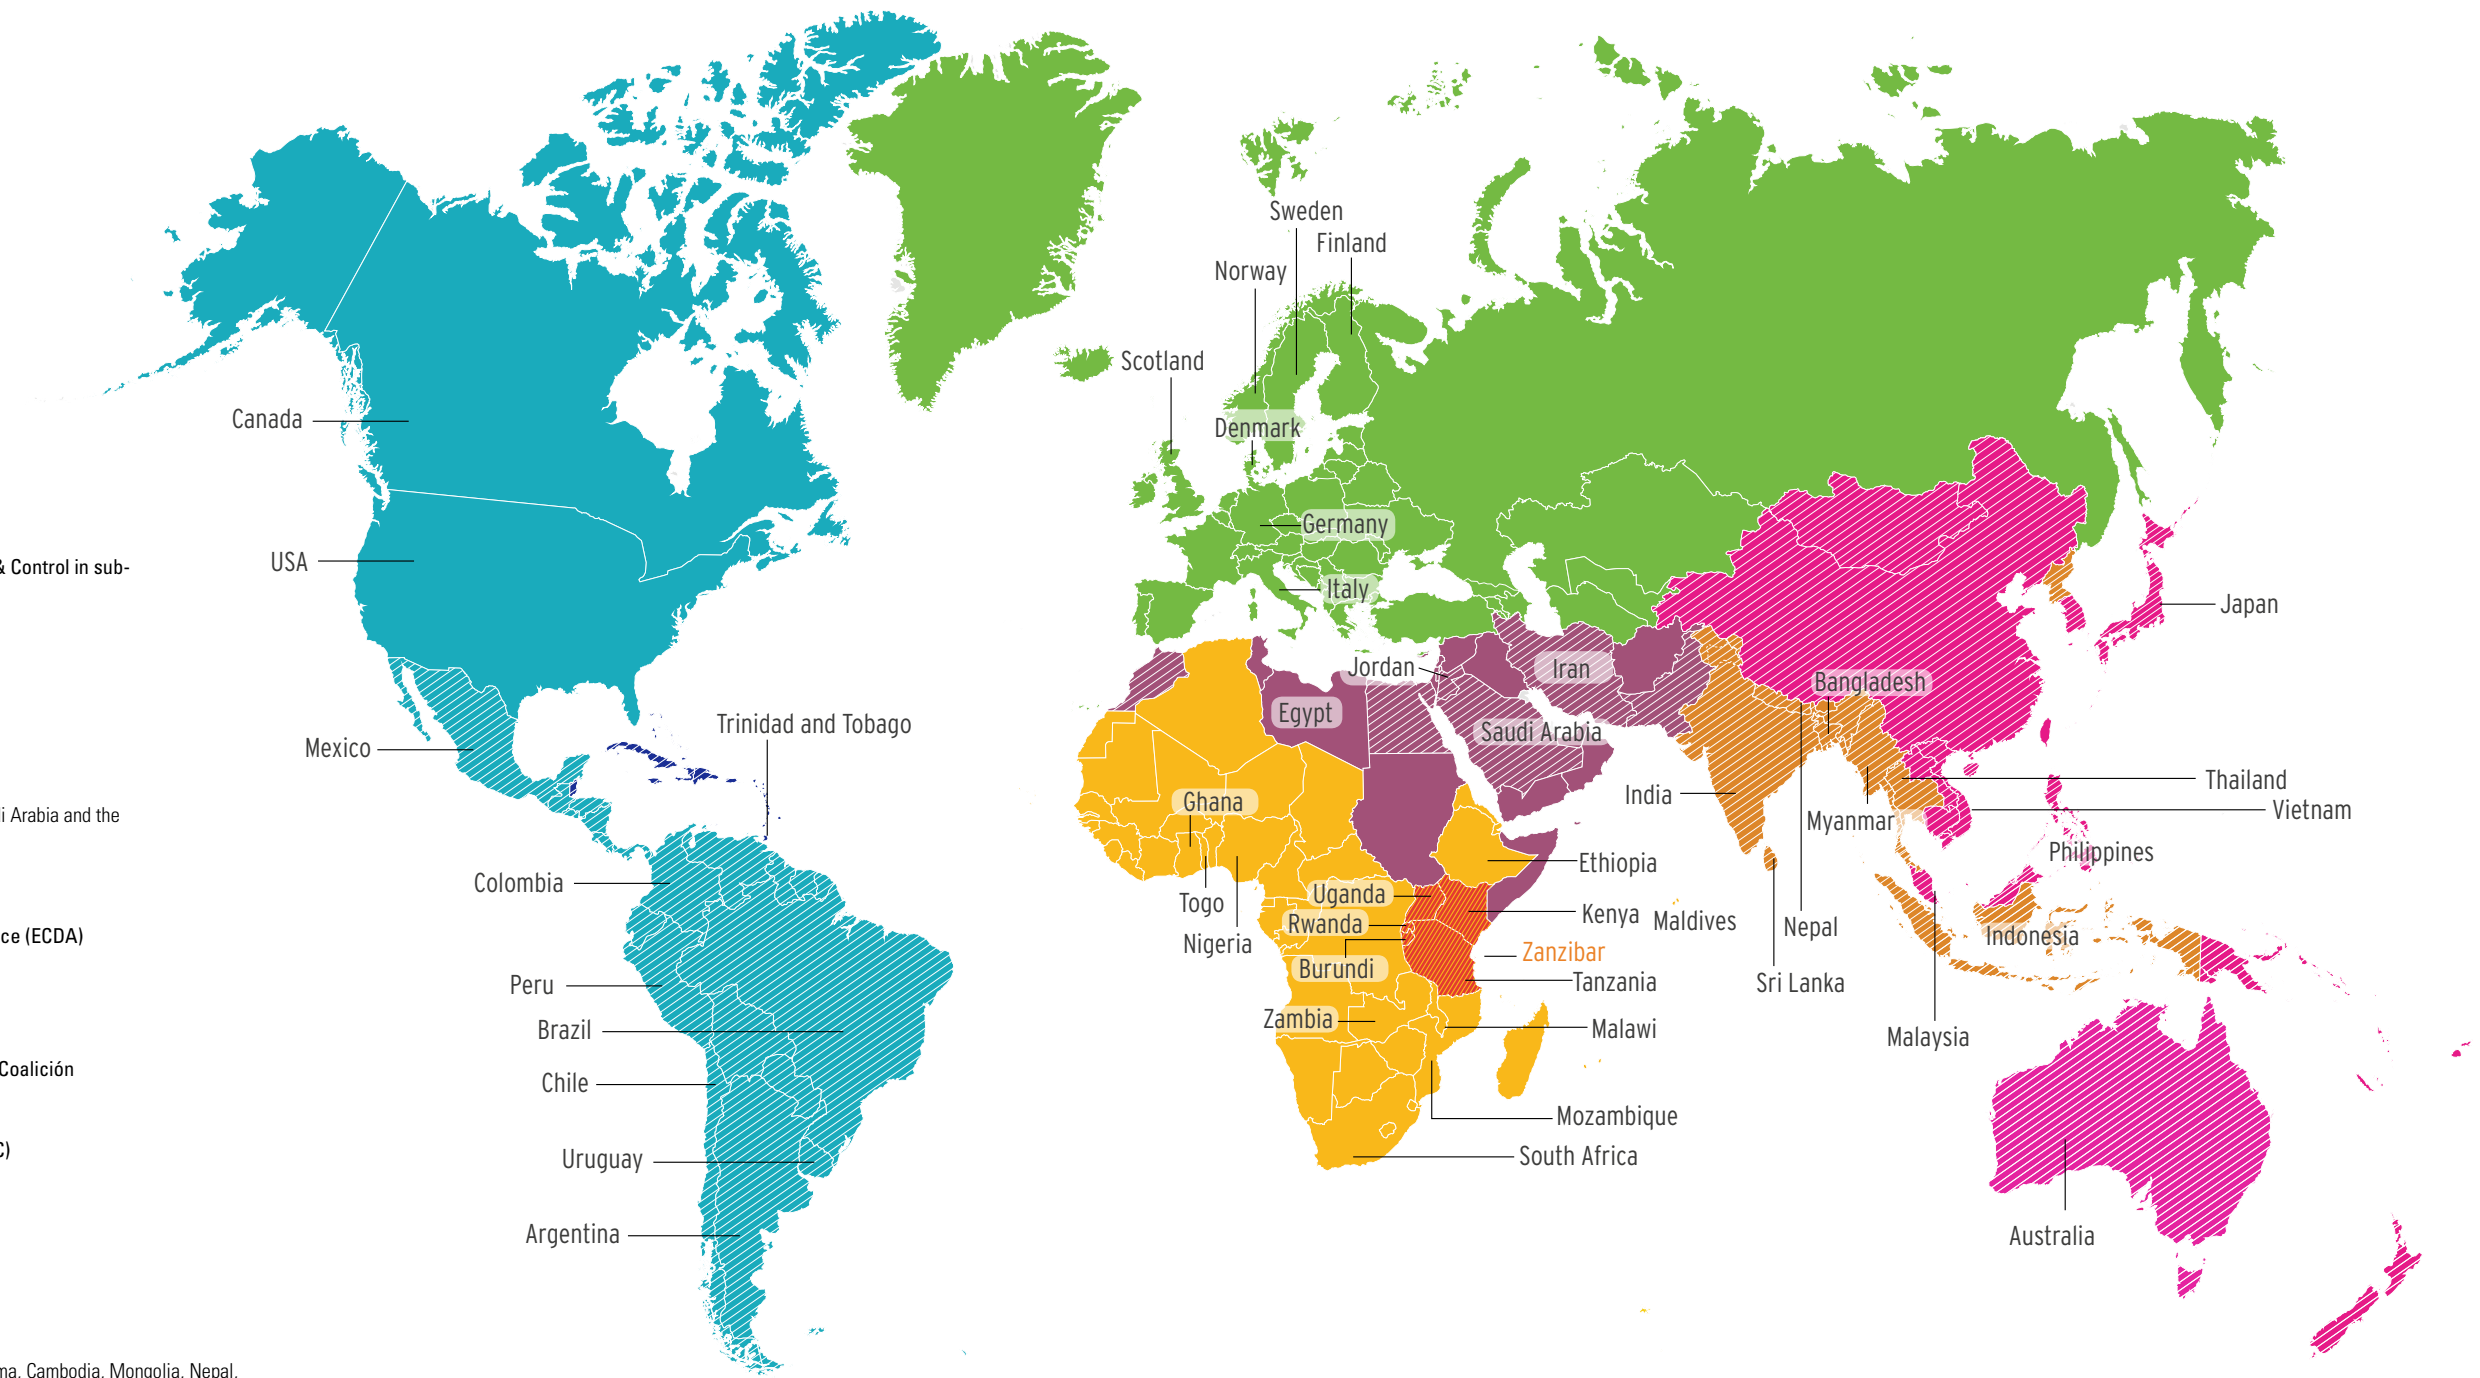 & Control in sub-
di Arabia and the
ce (ECDA)
Coalición
C)
ma, Cambodia, Mongolia, Nepal,
Canada
USA
Mexico
Trinidad and Tobago
Colombia
Peru
Brazil
Chile
Uruguay
Argentina
Sweden
Finland
Norway
Scotland
Denmark
Germany
Italy
Jordan
Iran
Egypt
Saudi Arabia
Bangladesh
Japan
India
Thailand
Vietnam
Myanmar
Philippines
Ghana
Ethiopia
Uganda
Togo
Kenya
Maldives
Rwanda
Nepal
Nigeria
Indonesia
Zanzibar
Burundi
Tanzania
Sri Lanka
Zambia
Malawi
Malaysia
Mozambique
South Africa
Australia